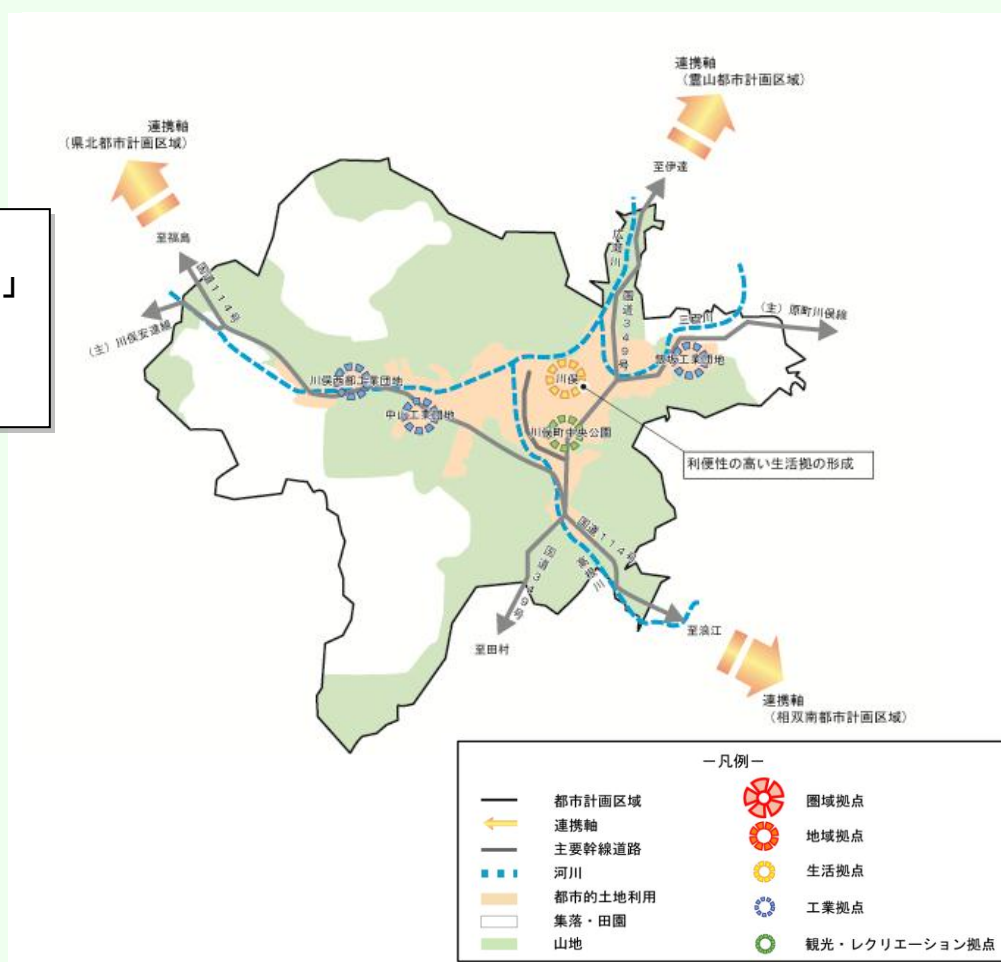 連携軸
(霊山都市計画区域)
連携軸
(県北都市計画区域)
至伊達
至福島
」
国道114号
広瀬川
国道349号
(主)川俣安達線
(主)原町川俣線
川俣西部工業団地
川俣
飯坂工業団地
中山工業団地
川俣町中央公園
利便性の高い生活拠の形成
国道114号
国道349号
高根川
至浪江
至田村
連携軸
(相双南都市計画区域)
ー凡例ー
都市計画区域
連携軸
主要幹線道路
河川
都市的土地利用
集落・田園
山地
圏域拠点
地域拠点
生活拠点
工業拠点
観光・レクリエーション拠点